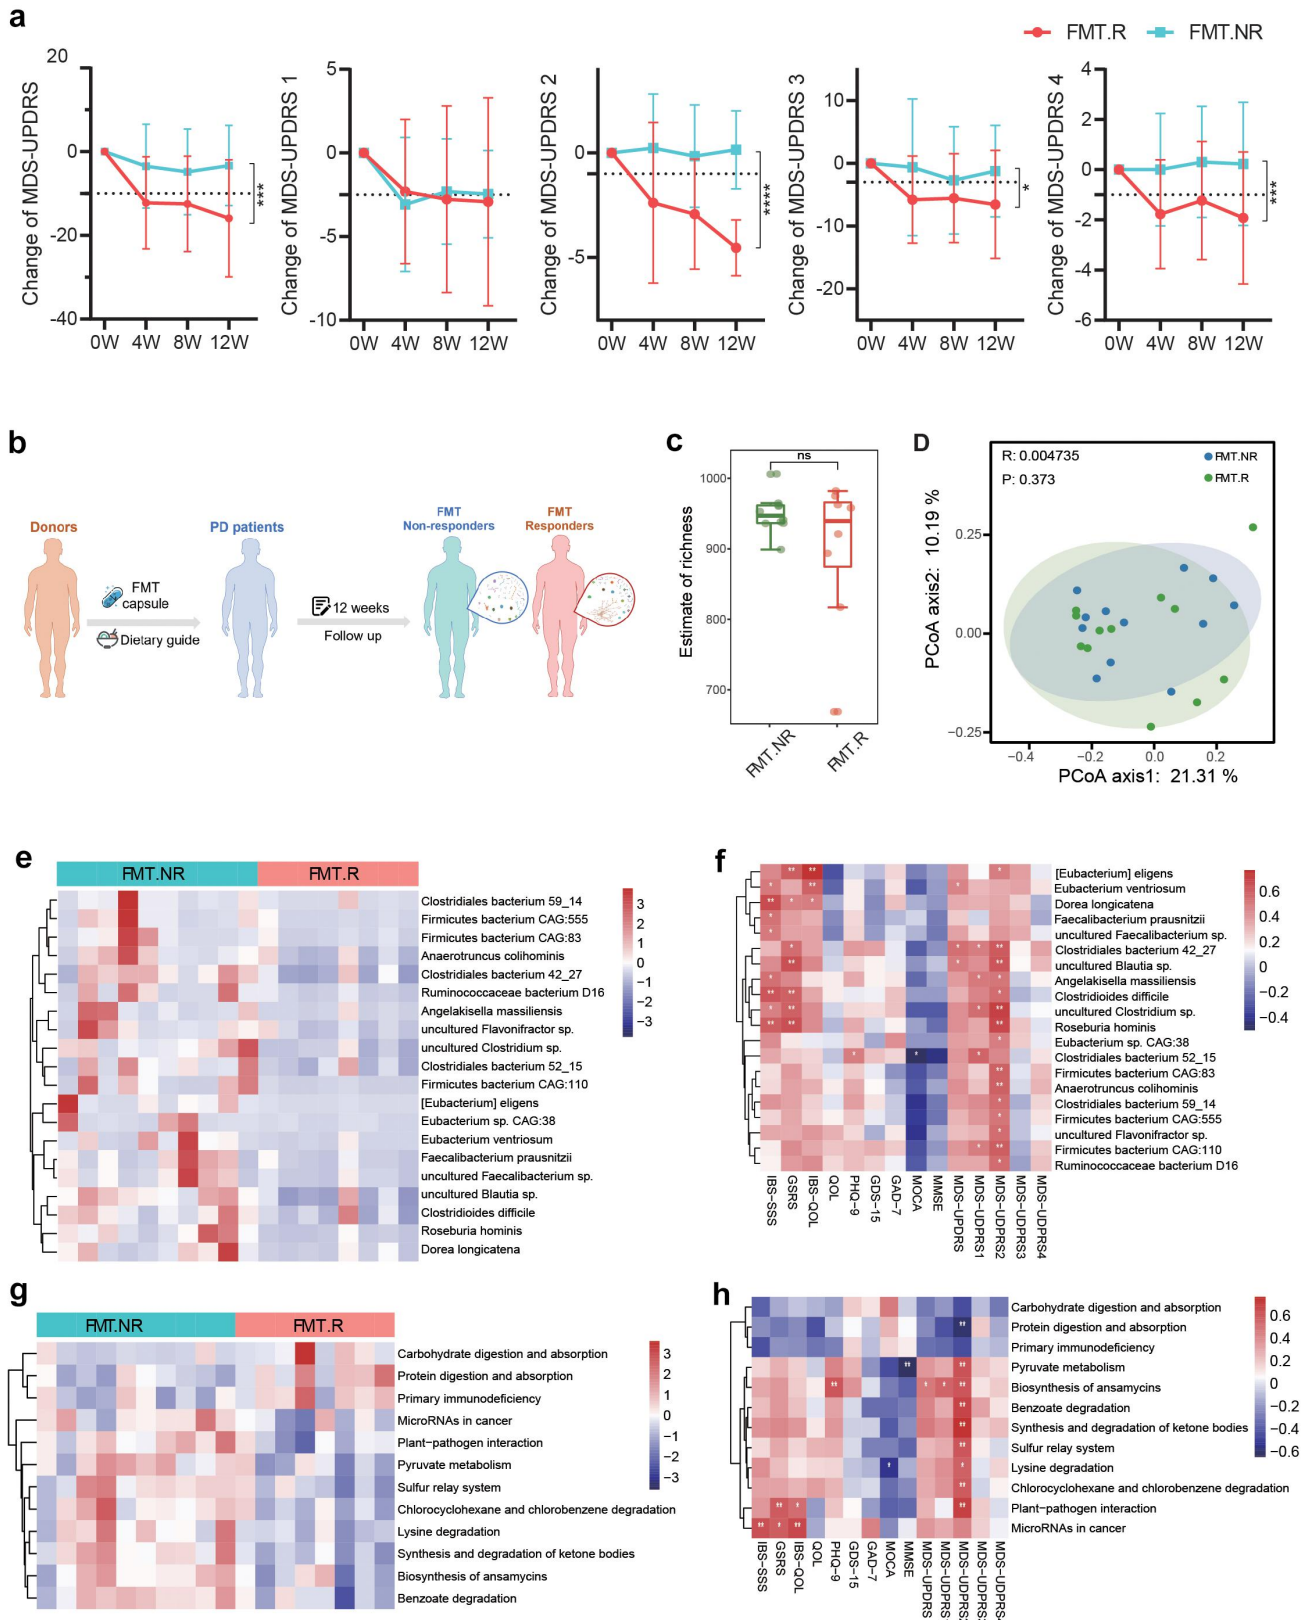 a
FMT.R
FMT.NR
Change of MDS-UPDRS
20
0
-20
-40
0W 4W 8W 12W
***
Change of MDS-UPDRS 1
5
0
-5
-10
0W 4W 8W 12W
Change of MDS-UPDRS 2
0
-5
0W 4W 8W 12W
****
Change of MDS-UPDRS 3
10
0
-10
-20
0W 4W 8W 12W
*
Change of MDS-UPDRS 4
4
2
0
-2
-4
-6
0W 4W 8W 12W
***
b
Donors
FMT
capsule
Dietary guide
PD patients
12 weeks
Follow up
FMT
Non-responders
FMT
Responders
c
Estimate of richness
1000
900
800
700
ns
FMT.NR
FMT.R
D
R: 0.004735
P: 0.373
FMT.NR
FMT.R
PCoA axis2: 10.19 %
0.25
0.00
−0.25
−0.4 −0.2 0.0 0.2
PCoA axis1: 21.31 %
e
FMT.NR FMT.R
Clostridiales bacterium 59_14
Firmicutes bacterium CAG:555
Firmicutes bacterium CAG:83
Anaerotruncus colihominis
Clostridiales bacterium 42_27
Ruminococcaceae bacterium D16
Angelakisella massiliensis
uncultured Flavonifractor sp.
uncultured Clostridium sp.
Clostridiales bacterium 52_15
Firmicutes bacterium CAG:110
[Eubacterium] eligens
Eubacterium sp. CAG:38
Eubacterium ventriosum
Faecalibacterium prausnitzii
uncultured Faecalibacterium sp.
uncultured Blautia sp.
Clostridioides difficile
Roseburia hominis
Dorea longicatena
3
2
1
0
−1
−2
−3
f
[Eubacterium] eligens
Eubacterium ventriosum
Dorea longicatena
Faecalibacterium prausnitzii
uncultured Faecalibacterium sp.
Clostridiales bacterium 42_27
uncultured Blautia sp.
Angelakisella massiliensis
Clostridioides difficile
uncultured Clostridium sp.
Roseburia hominis
Eubacterium sp. CAG:38
Clostridiales bacterium 52_15
Firmicutes bacterium CAG:83
Anaerotruncus colihominis
Clostridiales bacterium 59_14
Firmicutes bacterium CAG:555
uncultured Flavonifractor sp.
Firmicutes bacterium CAG:110
Ruminococcaceae bacterium D16
0.6
0.4
0.2
0
−0.2
−0.4
IBS−SSS
GSRS
IBS−QOL
QOL
PHQ−9
GDS−15
GAD−7
MOCA
MMSE
MDS−UPDRS
MDS−UDPRS1
MDS−UDPRS2
MDS−UDPRS3
MDS−UDPRS4
g
FMT.NR FMT.R
Carbohydrate digestion and absorption
Protein digestion and absorption
Primary immunodeficiency
MicroRNAs in cancer
Plant−pathogen interaction
Pyruvate metabolism
Sulfur relay system
Chlorocyclohexane and chlorobenzene degradation
Lysine degradation
Synthesis and degradation of ketone bodies
Biosynthesis of ansamycins
Benzoate degradation
3
2
1
0
−1
−2
−3
h
Carbohydrate digestion and absorption
Protein digestion and absorption
Primary immunodeficiency
Pyruvate metabolism
Biosynthesis of ansamycins
Benzoate degradation
Synthesis and degradation of ketone bodies
Sulfur relay system
Lysine degradation
Chlorocyclohexane and chlorobenzene degradation
Plant−pathogen interaction
MicroRNAs in cancer
0.6
0.4
0.2
0
−0.2
−0.4
−0.6
IBS−SSS
GSRS
IBS−QOL
QOL
PHQ−9
GDS−15
GAD−7
MOCA
MMSE
MDS−UPDRS
MDS−UDPRS
MDS−UDPRS
MDS−UDPRS
MDS−UDPRS